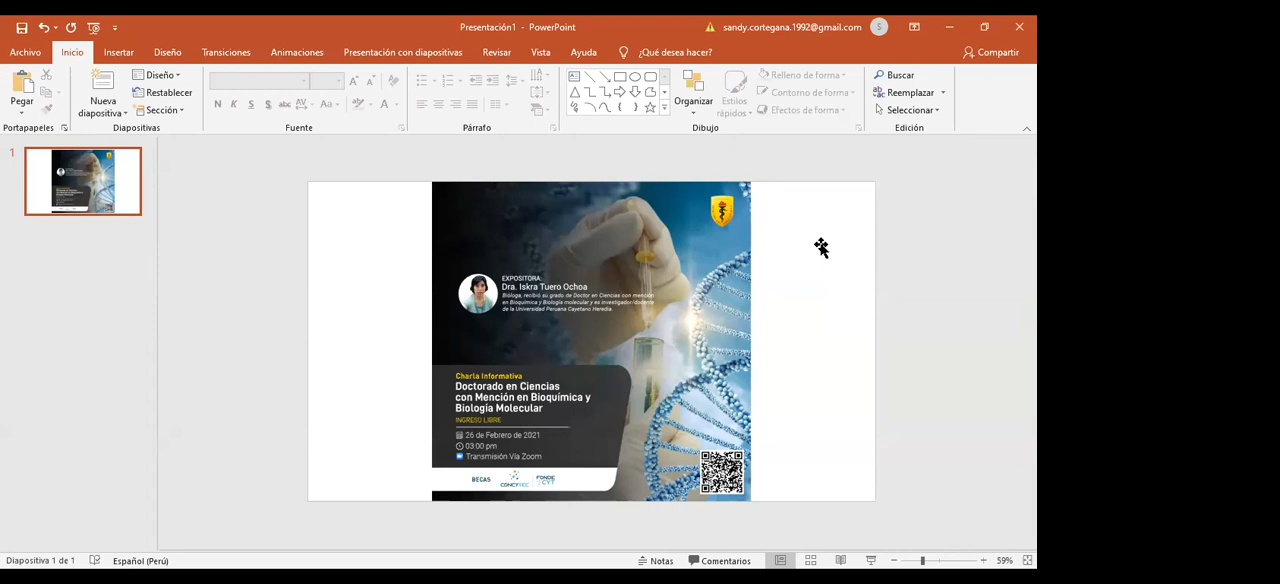 Presentación1 - PowerPoint
sandy.cortegana.1992@gmail.com
S
Archivo
Inicio
Insertar
Diseño
Transiciones
Animaciones
Presentación con diapositivas
Revisar
Vista
Ayuda
¿Qué desea hacer?
Compartir
Pegar
Nueva
diapositiva
Diseño
Restablecer
Sección
N K S S abc AV Aa A
Organizar
Estilos
rápidos
Relleno de forma
Contorno de forma
Efectos de forma
Buscar
Reemplazar
Seleccionar
Portapapeles
Diapositivas
Fuente
Párrafo
Dibujo
Edición
1
EXPOSITORA:
Dra. Iskra Tuero Ochoa
Bióloga, recibió su grado de Doctor en Ciencias con mención
en Bioquímica y Biología molecular y es investigador/docente
de la Universidad Peruana Cayetano Heredia.
Charla Informativa
Doctorado en Ciencias
con Mención en Bioquímica y
Biología Molecular
INGRESO LIBRE
26 de Febrero de 2021
03:00 pm
Transmisión Vía Zoom
BECAS
CONCYTEC
FONDECYT
Diapositiva 1 de 1
Español (Perú)
Notas
Comentarios
59%